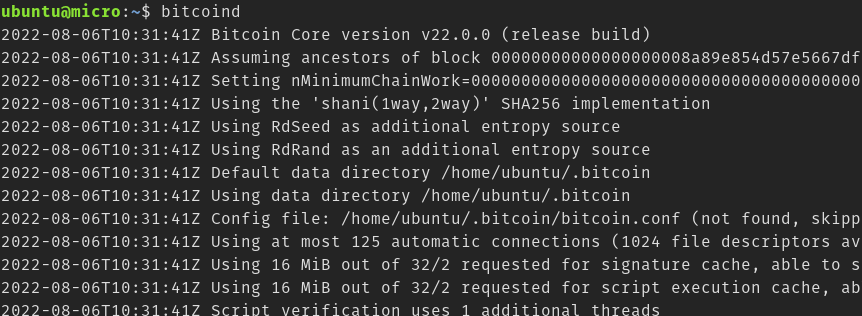 ubuntu@micro:~$ bitcoind
2022-08-06T10:31:41Z Bitcoin Core version v22.0.0 (release build)
2022-08-06T10:31:41Z Assuming ancestors of block 00000000000000000008a89e854d57e5667df
2022-08-06T10:31:41Z Setting nMinimumChainWork=00000000000000000000000000000000000000
2022-08-06T10:31:41Z Using the 'shani(1way,2way)' SHA256 implementation
2022-08-06T10:31:41Z Using RdSeed as additional entropy source
2022-08-06T10:31:41Z Using RdRand as an additional entropy source
2022-08-06T10:31:41Z Default data directory /home/ubuntu/.bitcoin
2022-08-06T10:31:41Z Using data directory /home/ubuntu/.bitcoin
2022-08-06T10:31:41Z Config file: /home/ubuntu/.bitcoin/bitcoin.conf (not found, skipp
2022-08-06T10:31:41Z Using at most 125 automatic connections (1024 file descriptors av
2022-08-06T10:31:41Z Using 16 MiB out of 32/2 requested for signature cache, able to s
2022-08-06T10:31:41Z Using 16 MiB out of 32/2 requested for script execution cache, ab
2022-08-06T10:31:41Z Script verification uses 1 additional threads